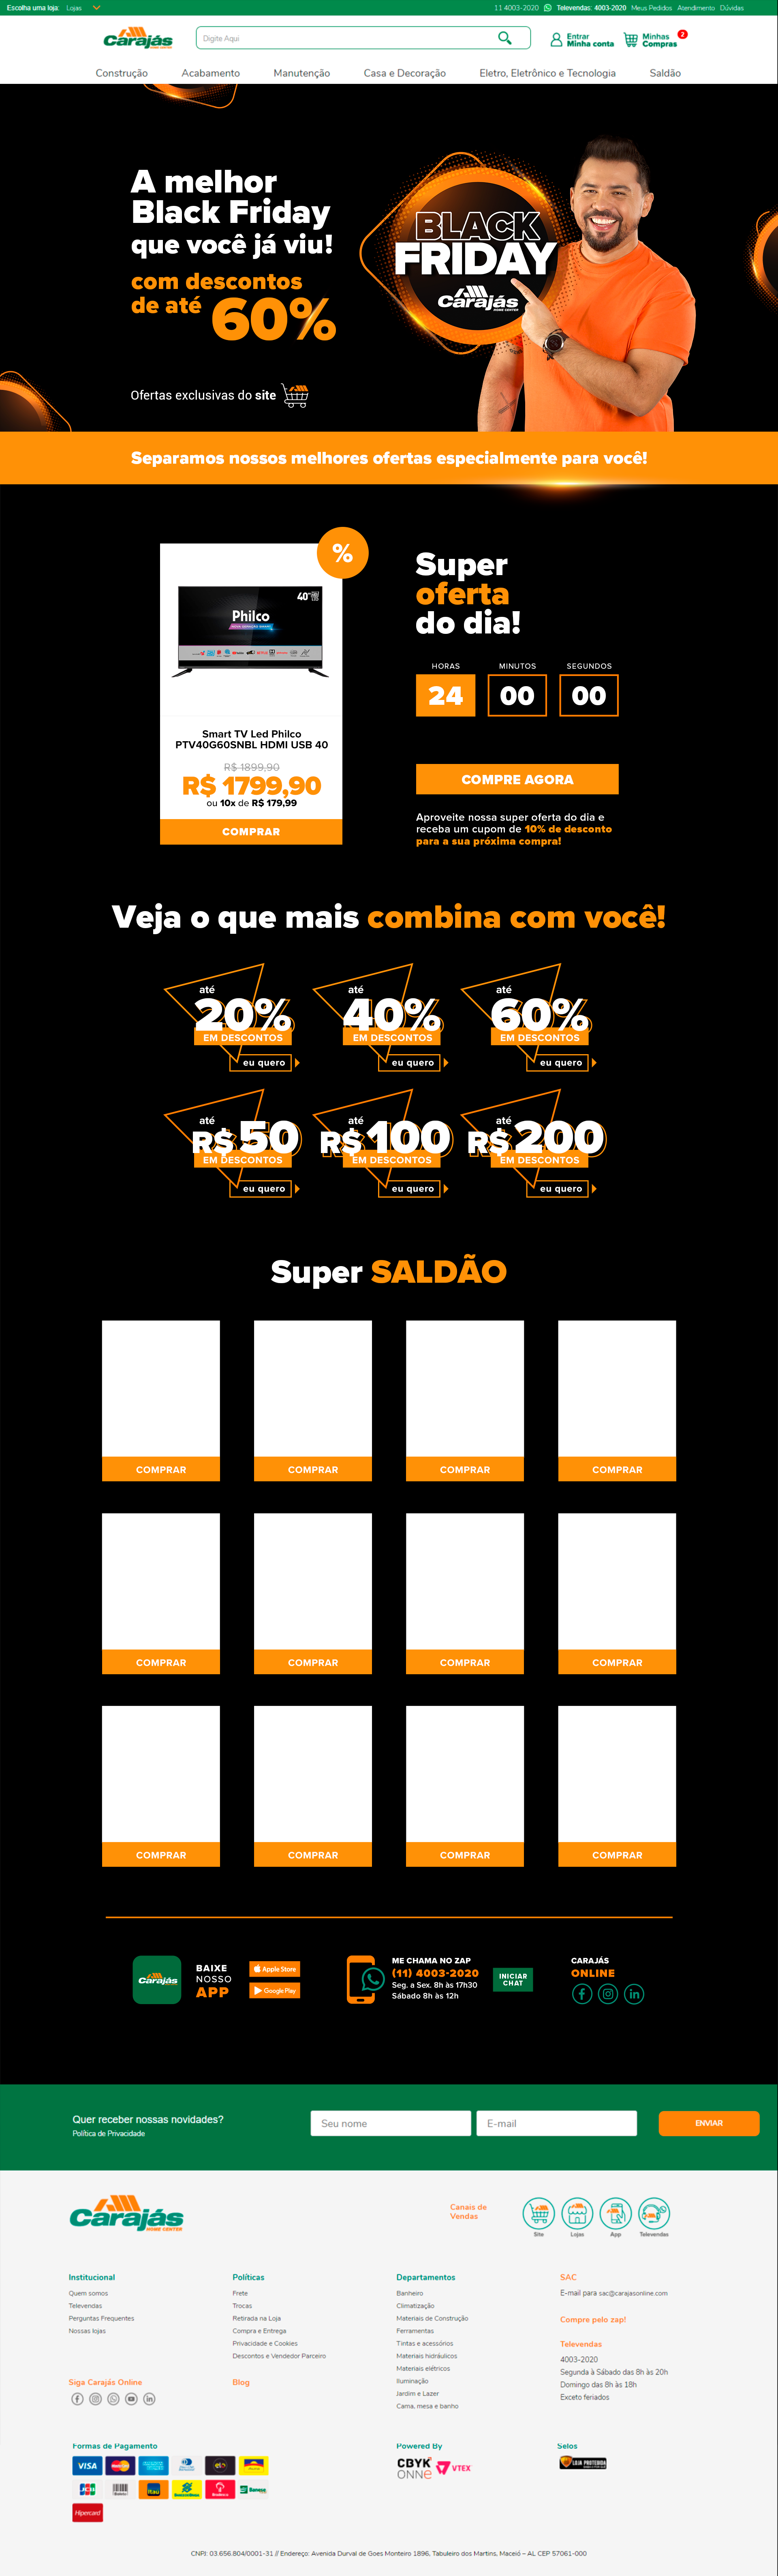 Escolha uma loja: Lojas
11 4003-2020 Televendas: 4003-2020 Meus Pedidos Atendimento Dúvidas
Carajás
HOME CENTER
Digite Aqui
Entrar
Minha conta
Minhas
Compras
2
Construção Acabamento Manutenção Casa e Decoração Eletro, Eletrônico e Tecnologia Saldão
A melhor
Black Friday
que você já viu!
com descontos
de até 60%
Ofertas exclusivas do site
BLACK
FRIDAY
Carajás
HOME CENTER
Separamos nossos melhores ofertas especialmente para você!
%
40"
Philco
Smart TV Led Philco
PTV40G60SNBL HDMI USB 40
R$ 1899,90
R$ 1799,90
ou 10x de R$ 179,99
COMPRAR
Super
oferta
do dia!
HORAS MINUTOS SEGUNDOS
24 00 00
COMPRE AGORA
Aproveite nossa super oferta do dia e
receba um cupom de 10% de desconto
para a sua próxima compra!
Veja o que mais combina com você!
até até até
20% 40% 60%
EM DESCONTOS EM DESCONTOS EM DESCONTOS
eu quero eu quero eu quero
até até até
R$ 50 R$ 100 R$ 200
EM DESCONTOS EM DESCONTOS EM DESCONTOS
eu quero eu quero eu quero
Super SALDÃO
COMPRAR COMPRAR COMPRAR COMPRAR
COMPRAR COMPRAR COMPRAR COMPRAR
COMPRAR COMPRAR COMPRAR COMPRAR
Carajás
BAIXE
NOSSO
APP
Apple Store
Google Play
ME CHAMA NO ZAP
(11) 4003-2020
Seg. a Sex. 8h às 17h30
Sábado 8h às 12h
INICIAR
CHAT
CARAJÁS
ONLINE
Quer receber nossas novidades?
Política de Privacidade
Seu nome
E-mail
ENVIAR
Carajás
HOME CENTER
Canais de
Vendas
Site Lojas App Televendas
Institucional
Quem somos
Televendas
Perguntas Frequentes
Nossas lojas
Siga Carajás Online
Políticas
Frete
Trocas
Retirada na Loja
Compra e Entrega
Privacidade e Cookies
Descontos e Vendedor Parceiro
Blog
Departamentos
Banheiro
Climatização
Materiais de Construção
Ferramentas
Tintas e acessórios
Materiais hidráulicos
Materiais elétricos
Iluminação
Jardim e Lazer
Cama, mesa e banho
SAC
E-mail para sac@carajasonline.com
Compre pelo zap!
Televendas
4003-2020
Segunda à Sábado das 8h às 20h
Domingo das 8h às 18h
Exceto feriados
Formas de Pagamento
VISA
elo
JCB
Itaú
Banese
Hipercard
Powered By
CBYK
ONNE
VTEX
Selos
LOJA PROTEGIDA
CNPJ: 03.656.804/0001-31 // Endereço: Avenida Durval de Goes Monteiro 1896, Tabuleiro dos Martins, Maceió – AL CEP 57061-000